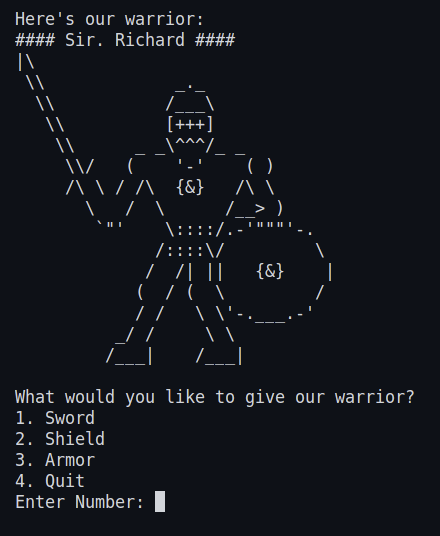 Here's our warrior:
#### Sir. Richard ####
|\
 \\             _._
  \\           /___\
   \\          [+++]
    \\      _ _\^^^/_ _
     \\/   (    '-'    ( )
     /\ \ / /\  {&}   /\ \
       \   /  \      /__> )
        `"'    \::::/.-'"""'-.
              /::::\/         \
             /  /| ||   {&}    |
            (  / (  \         /
            / /   \ \'-.___.-'
          _/ /     \ \
         /___|    /___|
What would you like to give our warrior?
1. Sword
2. Shield
3. Armor
4. Quit
Enter Number: